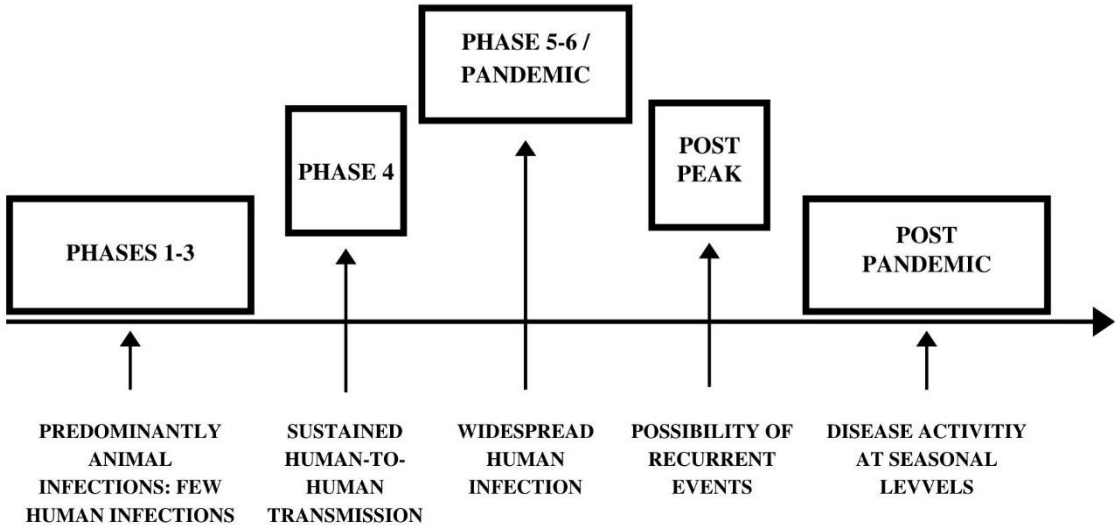 PHASE 5-6 /
PANDEMIC
PHASE 4
POST
PEAK
PHASES 1-3
POST
PANDEMIC
PREDOMINANTLY
ANIMAL
INFECTIONS: FEW
HUMAN INFECTIONS
SUSTAINED
HUMAN-TO-
HUMAN
TRANSMISSION
WIDESPREAD
HUMAN
INFECTION
POSSIBILITY OF
RECURRENT
EVENTS
DISEASE ACTIVITIY
AT SEASONAL
LEVVELS